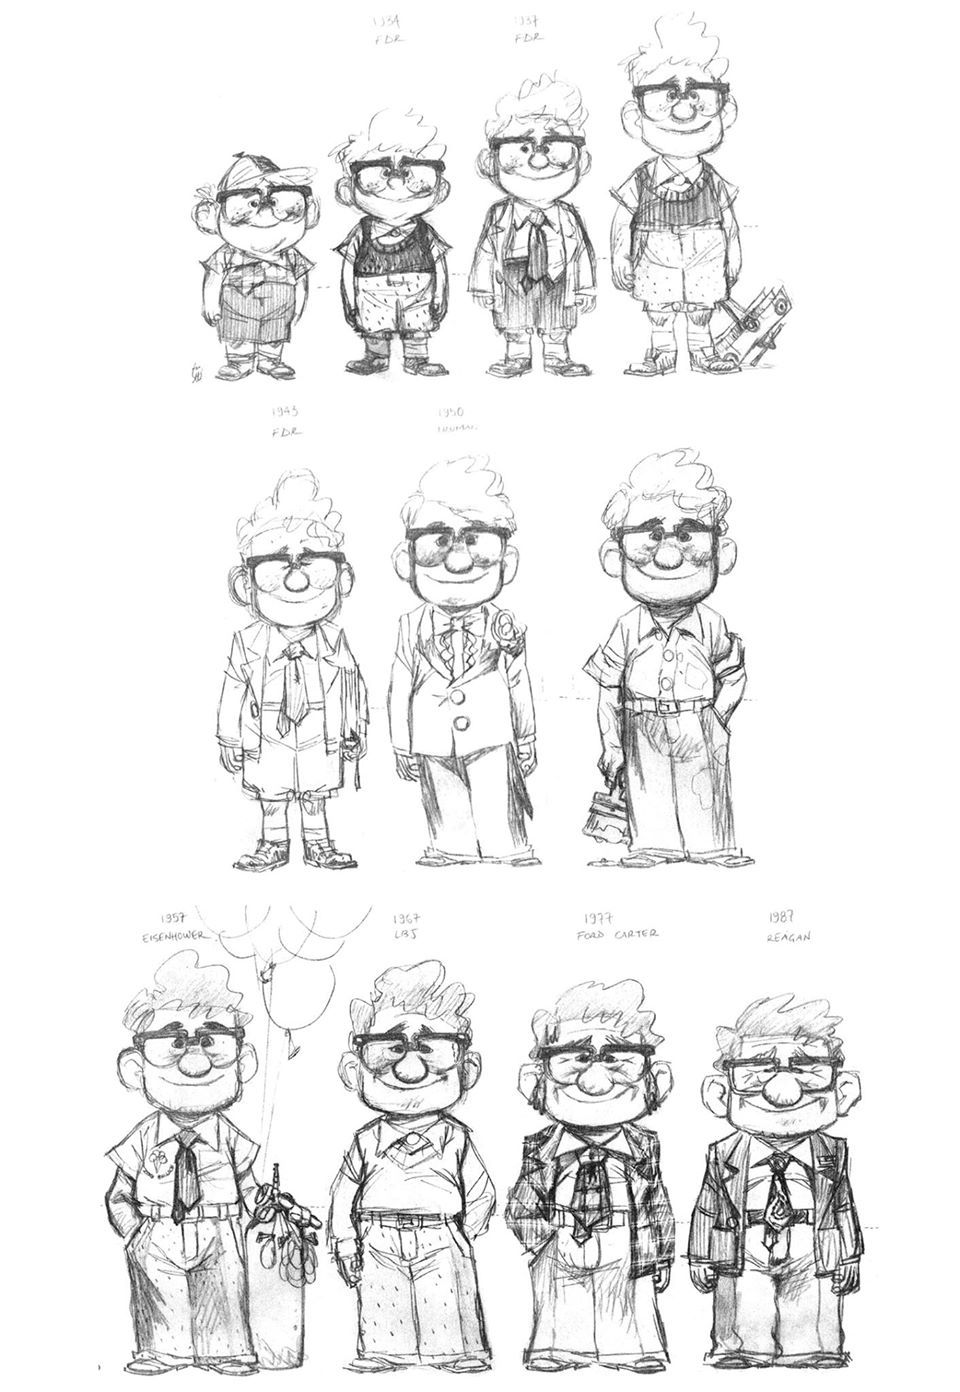 1934
FDR
1937
FDR
1943
FDR
1950
1957
EISENHOWER
1967
LBJ
1977
FORD CARTER
1987
REAGAN